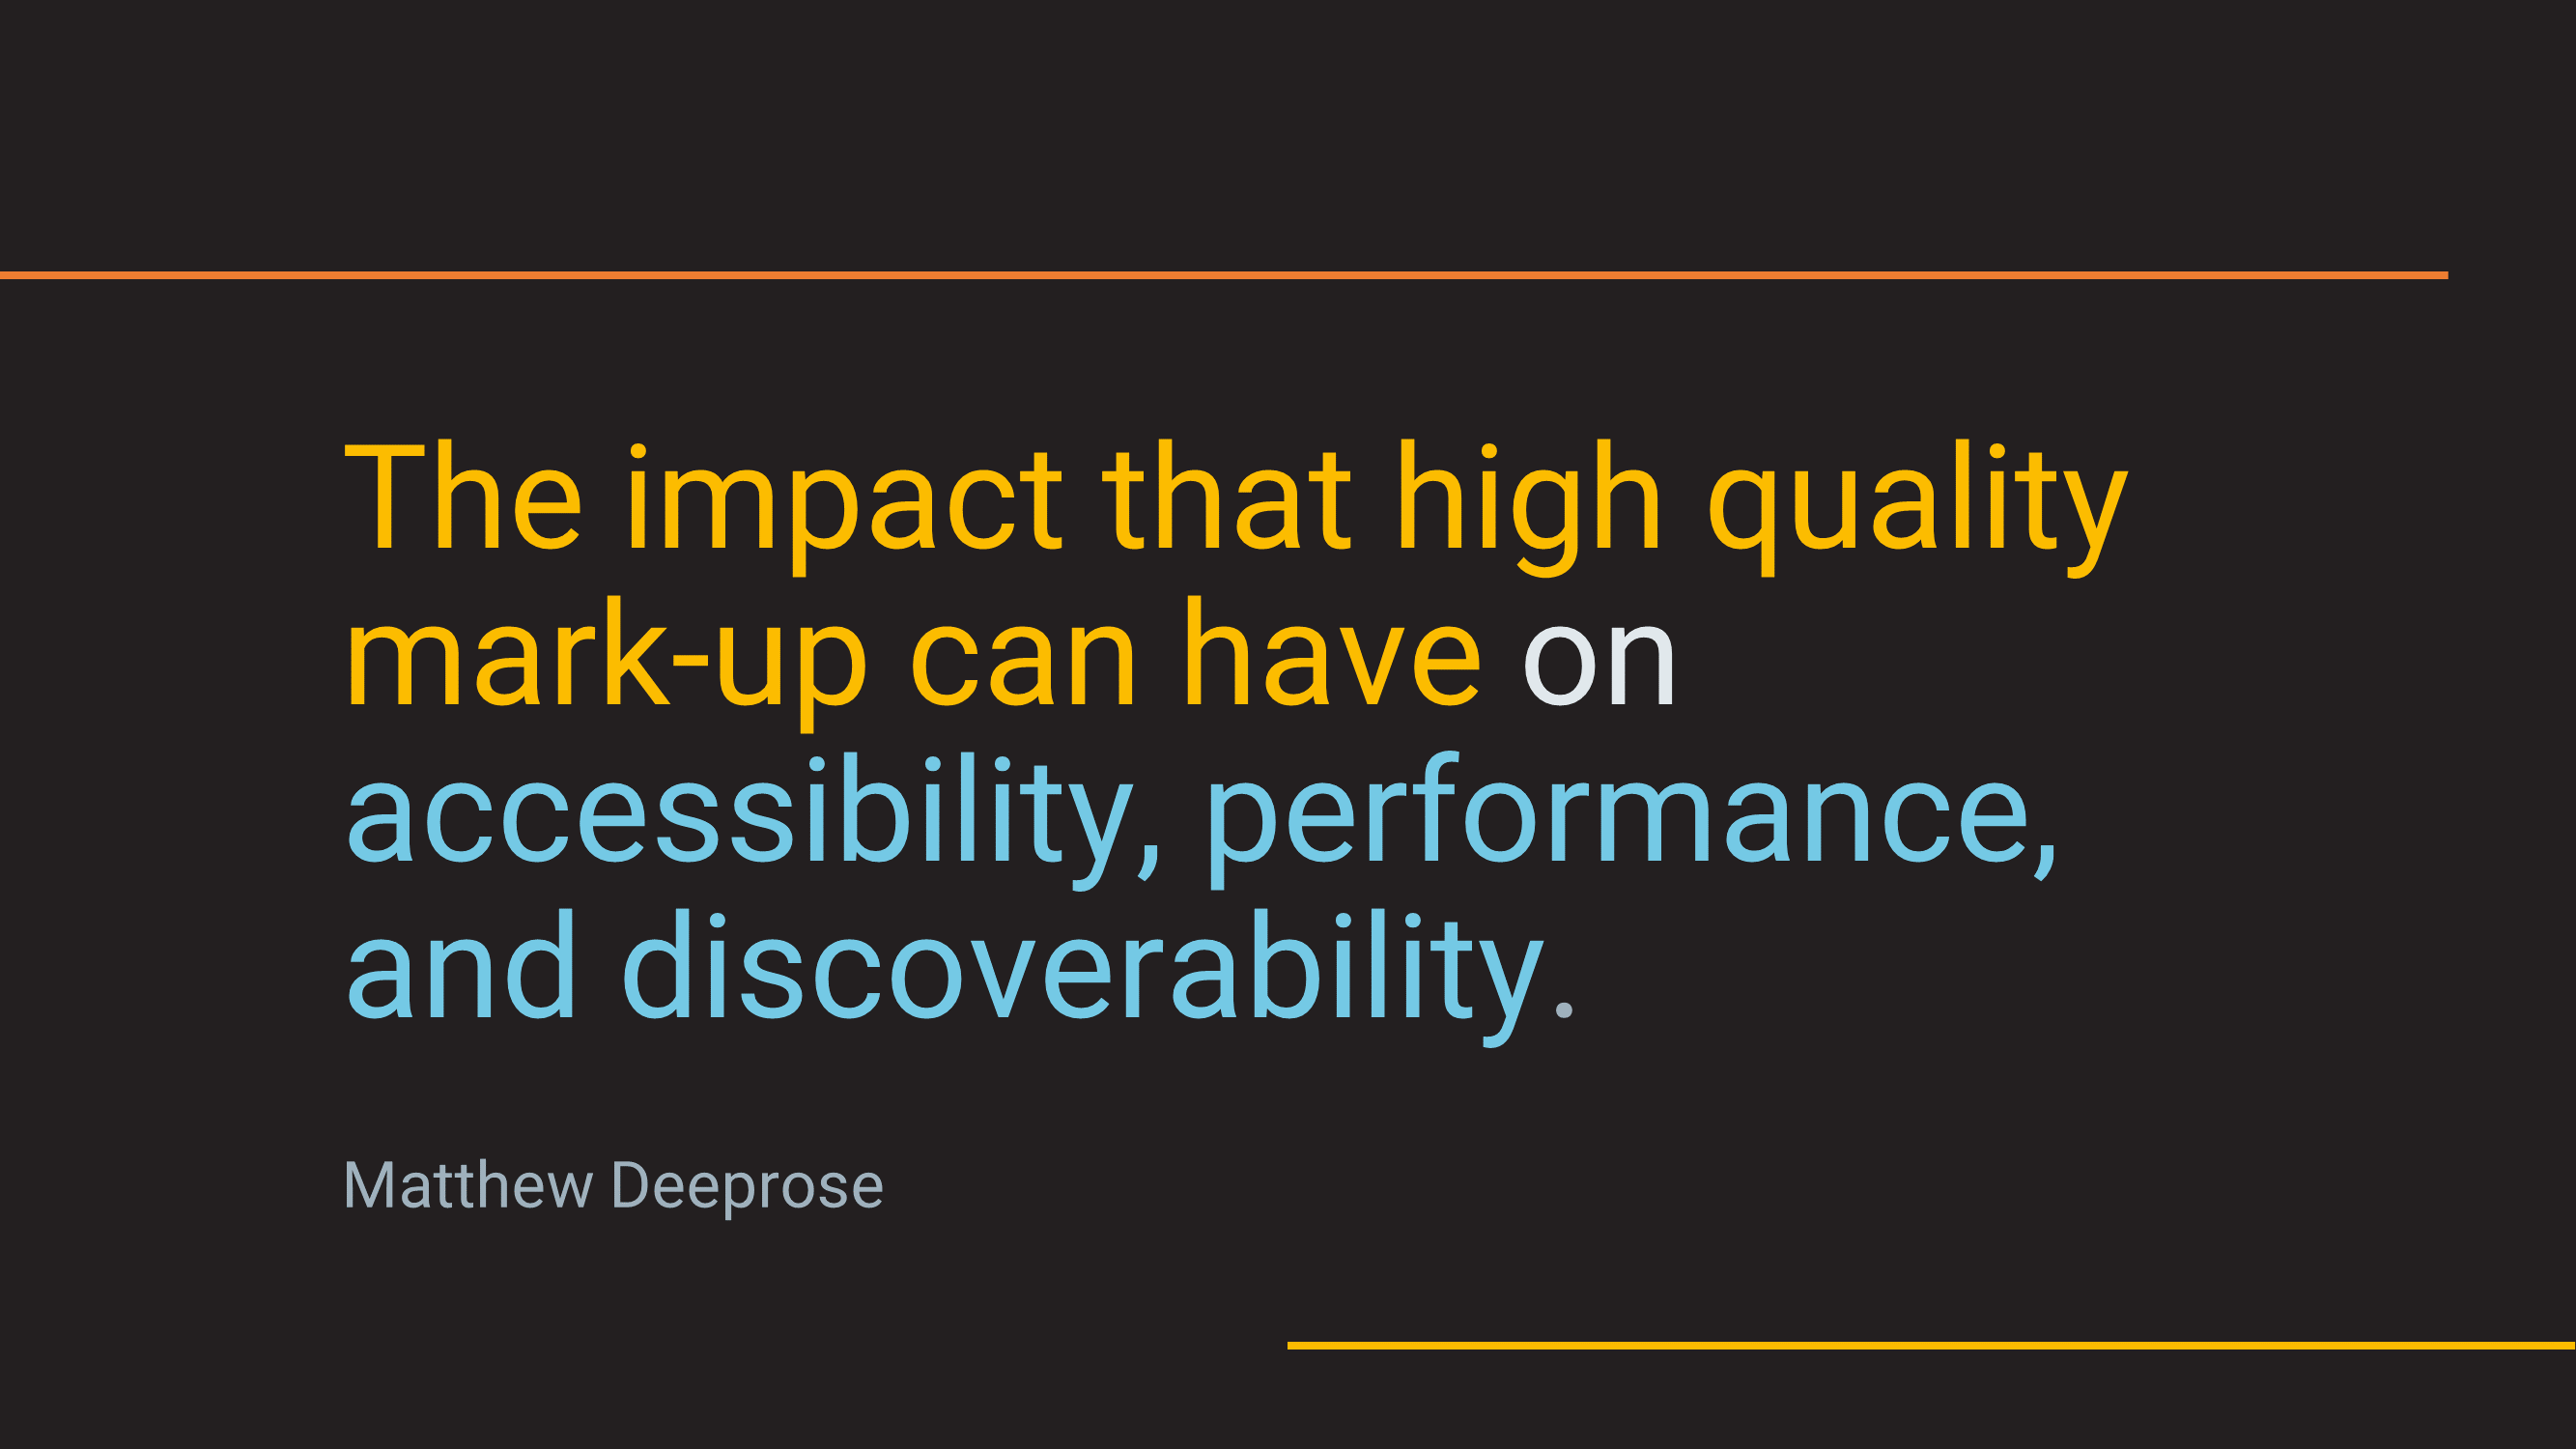 The impact that high quality
mark-up can have on
accessibility, performance,
and discoverability.
Matthew Deeprose